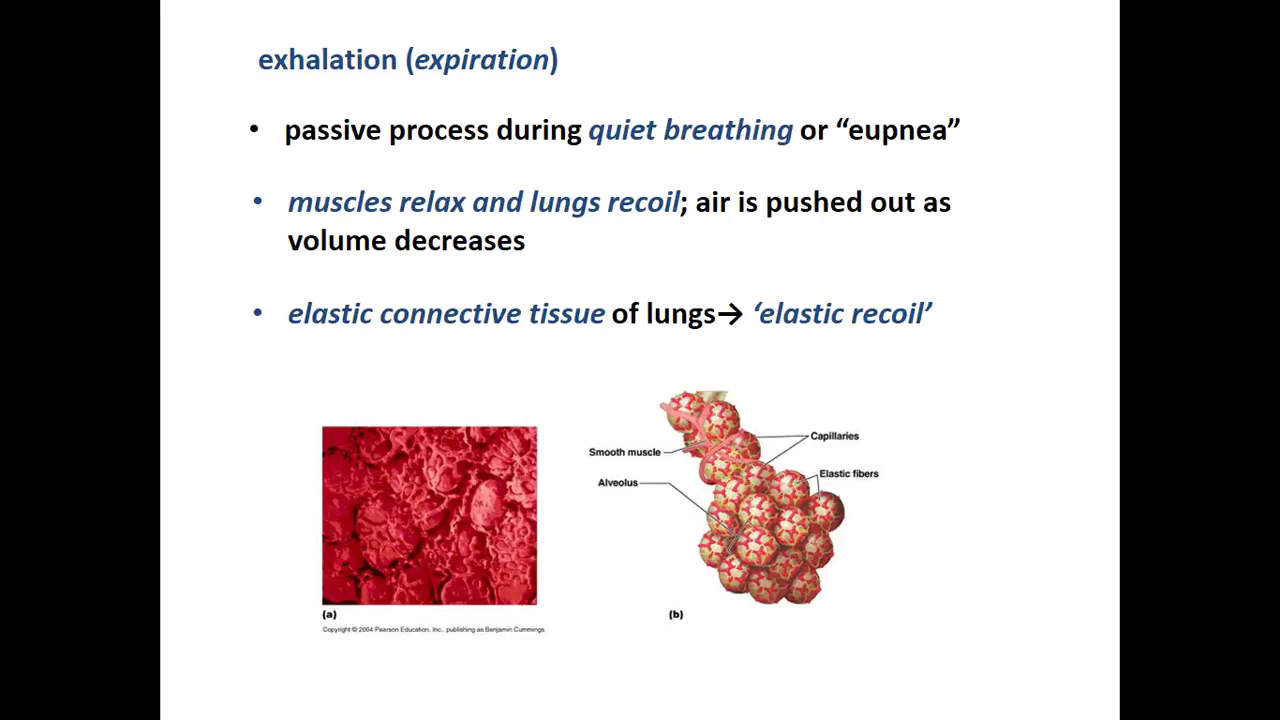 exhalation (expiration)
• passive process during quiet breathing or “eupnea”
• muscles relax and lungs recoil; air is pushed out as
volume decreases
• elastic connective tissue of lungs→ ‘elastic recoil’
Capillaries
Smooth muscle
Elastic fibers
Alveolus
(a)
(b)
Copyright © 2004 Pearson Education, Inc., publishing as Benjamin Cummings.